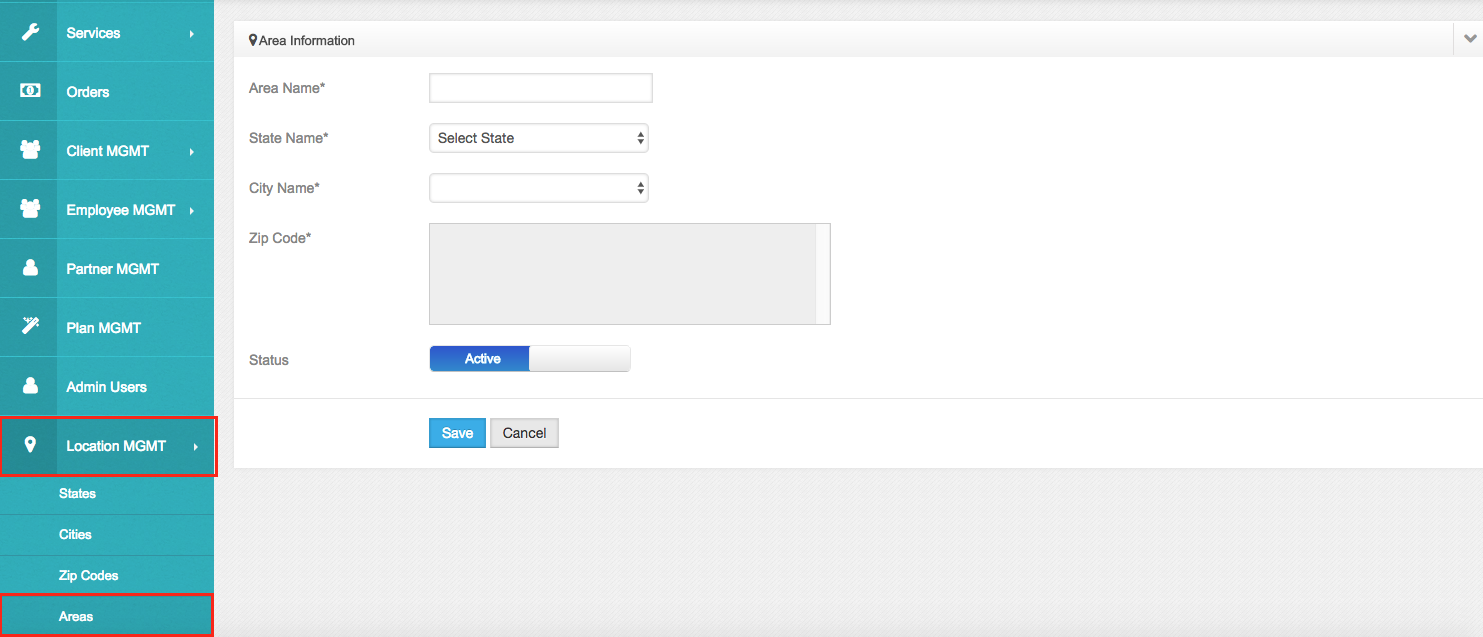 Services
Orders
Client MGMT
Employee MGMT
Partner MGMT
Plan MGMT
Admin Users
Location MGMT
States
Cities
Zip Codes
Areas
Area Information
Area Name*
State Name*
Select State
City Name*
Zip Code*
Status
Active
Save
Cancel